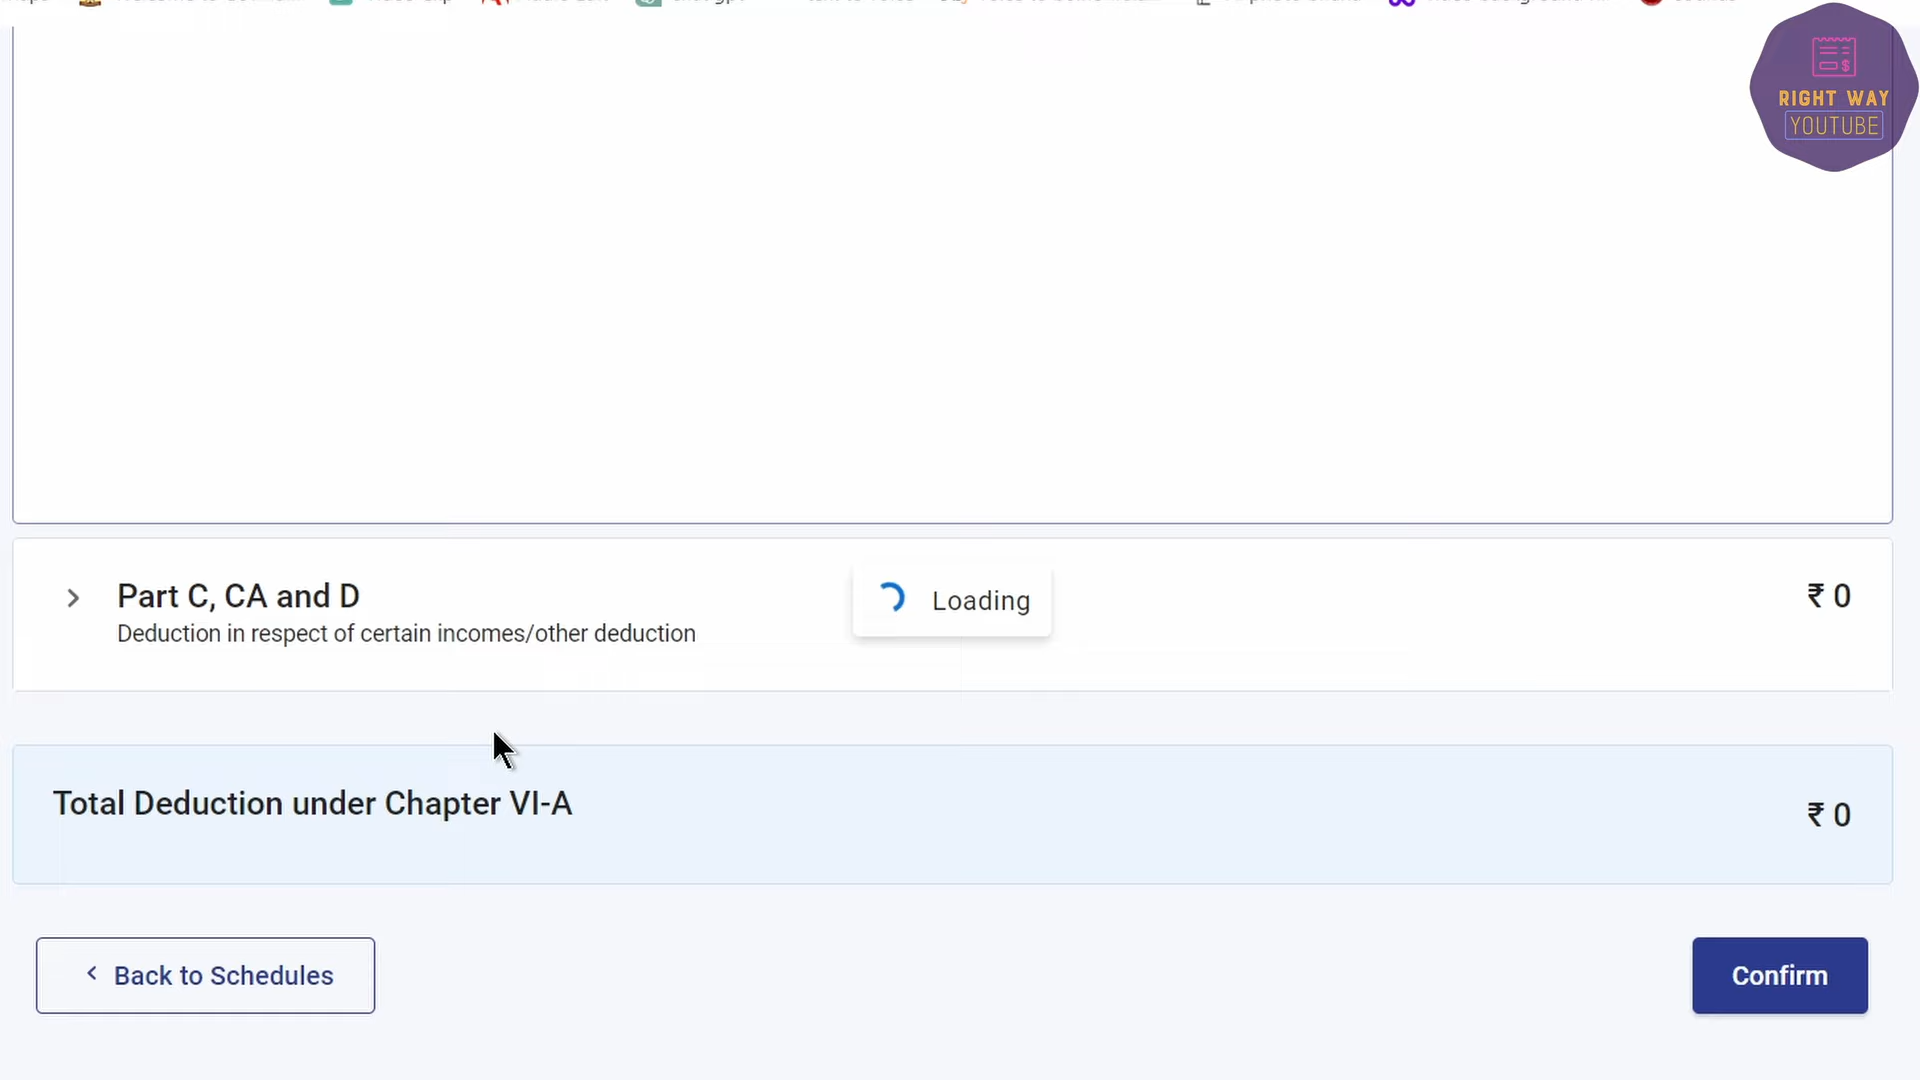 RIGHT WAY
YOUTUBE
Part C, CA and D
₹ 0
Deduction in respect of certain incomes/other deduction
Loading
Total Deduction under Chapter VI-A
₹ 0
Back to Schedules
Confirm